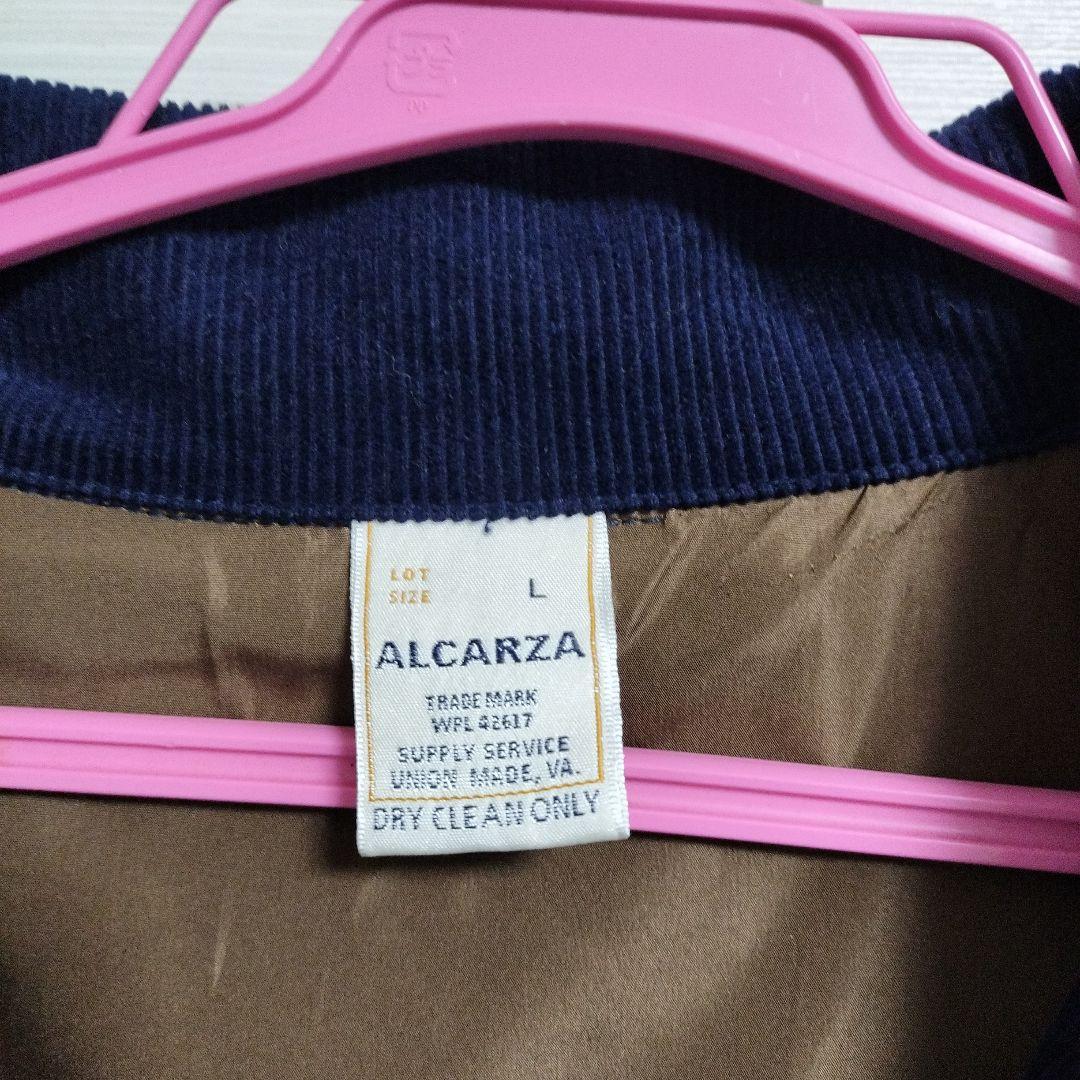 LOT
SIZE L
ALCARZA
TRADE MARK
WPL 42617
SUPPLY SERVICE
UNION MADE, VA.
DRY CLEAN ONLY